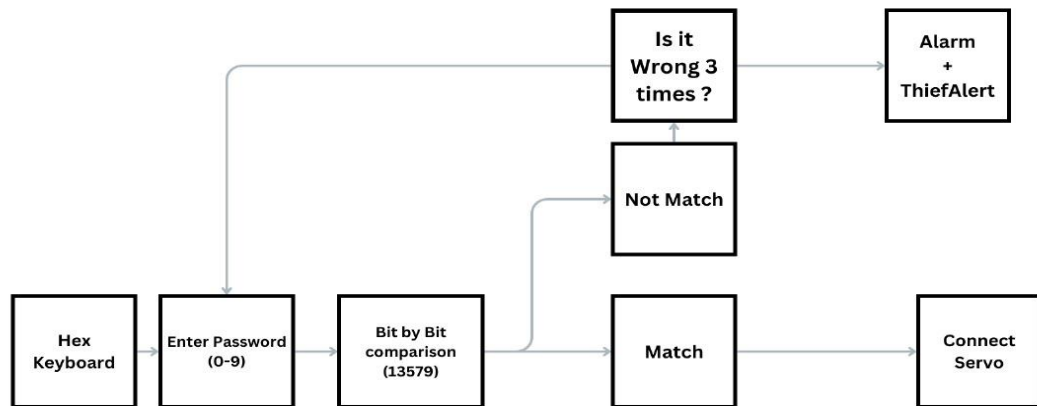 Is it
Wrong 3
times ?
Alarm
+
ThiefAlert
Not Match
Hex
Keyboard
Enter Password
(0-9)
Bit by Bit
comparison
(13579)
Match
Connect
Servo